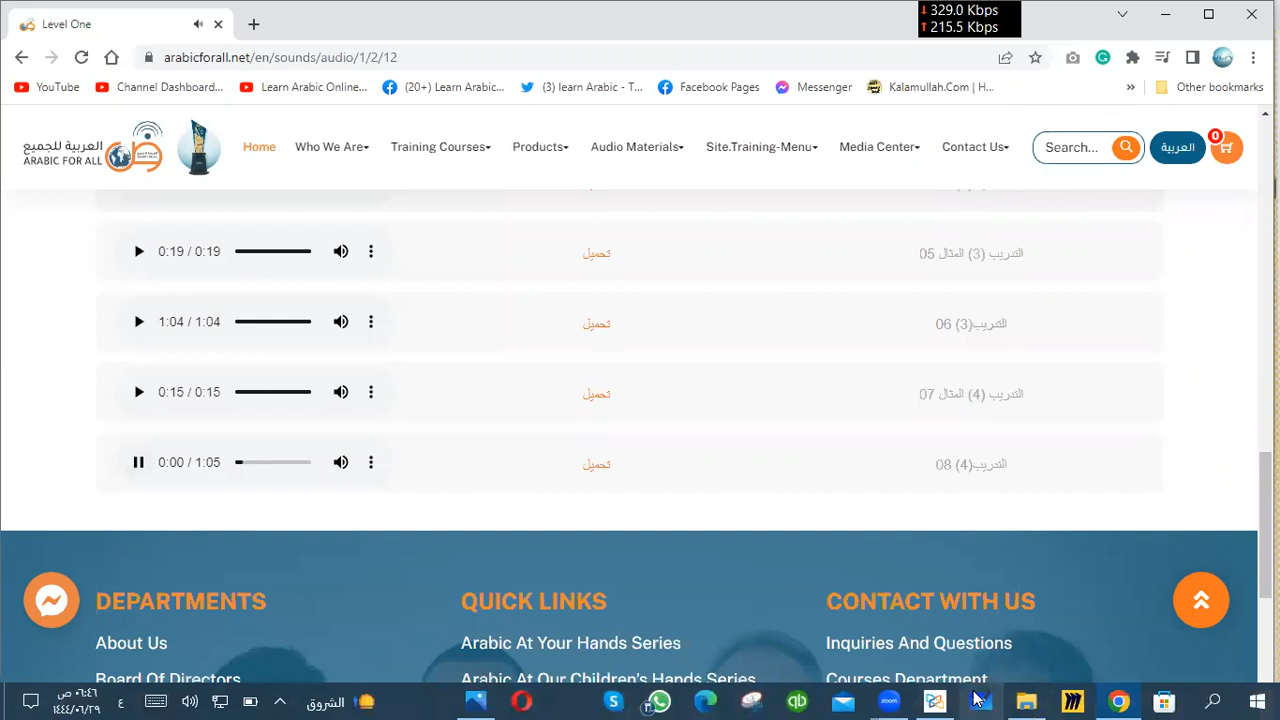 Level One
329.0 Kbps
215.5 Kbps
arabicforall.net/en/sounds/audio/1/2/12
YouTube
Channel Dashboard...
Learn Arabic Online...
(20+) Learn Arabic...
(3) learn Arabic - T...
Facebook Pages
Messenger
Kalamullah.Com | H...
»
Other bookmarks
العربية للجميع
ARABIC FOR ALL
Home
Who We Are
Training Courses
Products
Audio Materials
Site.Training-Menu
Media Center
Contact Us
Search...
العربية
0
0:19 / 0:19
تحميل
التدريب (3) المثال 05
1:04 / 1:04
تحميل
التدريب(3) 06
0:15 / 0:15
تحميل
التدريب (4) المثال 07
0:00 / 1:05
تحميل
التدريب(4) 08
DEPARTMENTS
QUICK LINKS
CONTACT WITH US
About Us
Arabic At Your Hands Series
Inquiries And Questions
Board Of Directors
Arabic At Our Children's Hands Series
Courses Department
٠٦:٤٦ ص
١٤٤٤/٠٦/٢٩
ع
الشروق
zoom